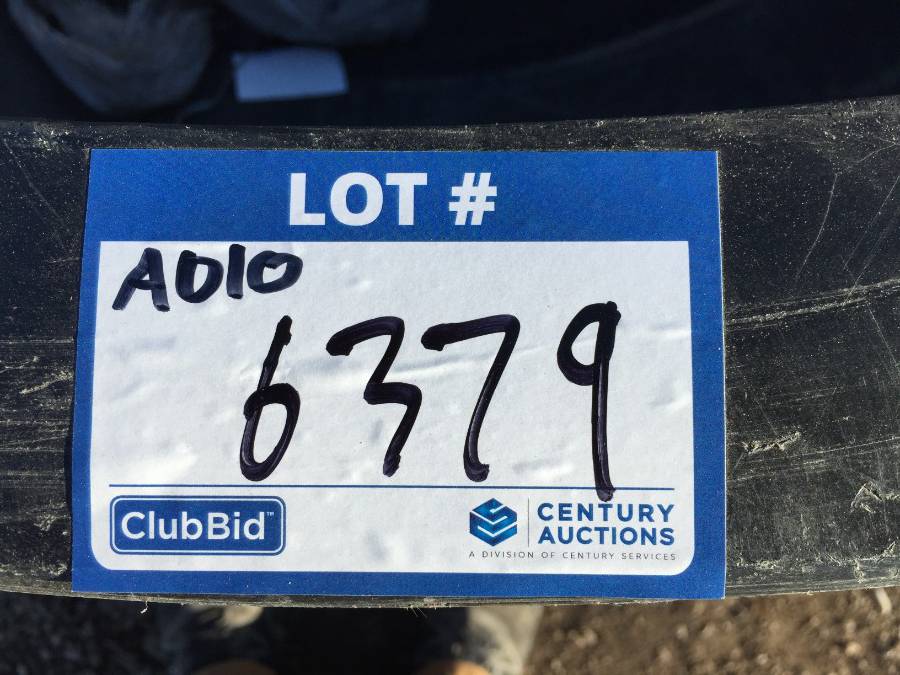 LOT #
A010
6379
ClubBid™
CENTURY
AUCTIONS
A DIVISION OF CENTURY SERVICES